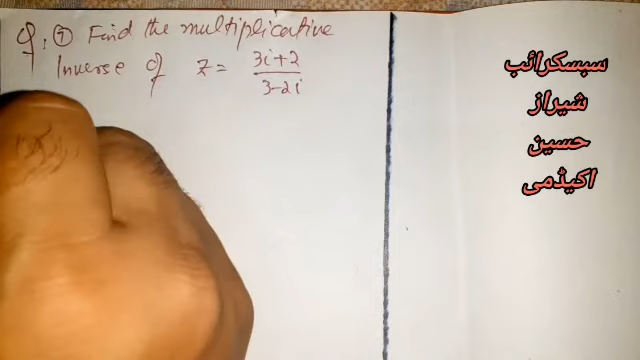 Q: ⑦ Find the multiplicative
Inverse of z = 3i+2
3-2i
سبسکرائب
شیراز
حسین
اکیڈمی